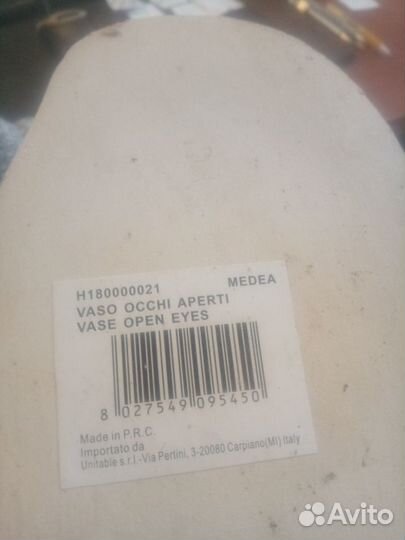 H180000021 MEDEA
VASO OCCHI APERTI
VASE OPEN EYES
8 027549 095450
Made in P.R.C.
Importato da
Unitable s.r.l -Via Pertini, 3-20080 Carpiano(MI) Italy
Avito